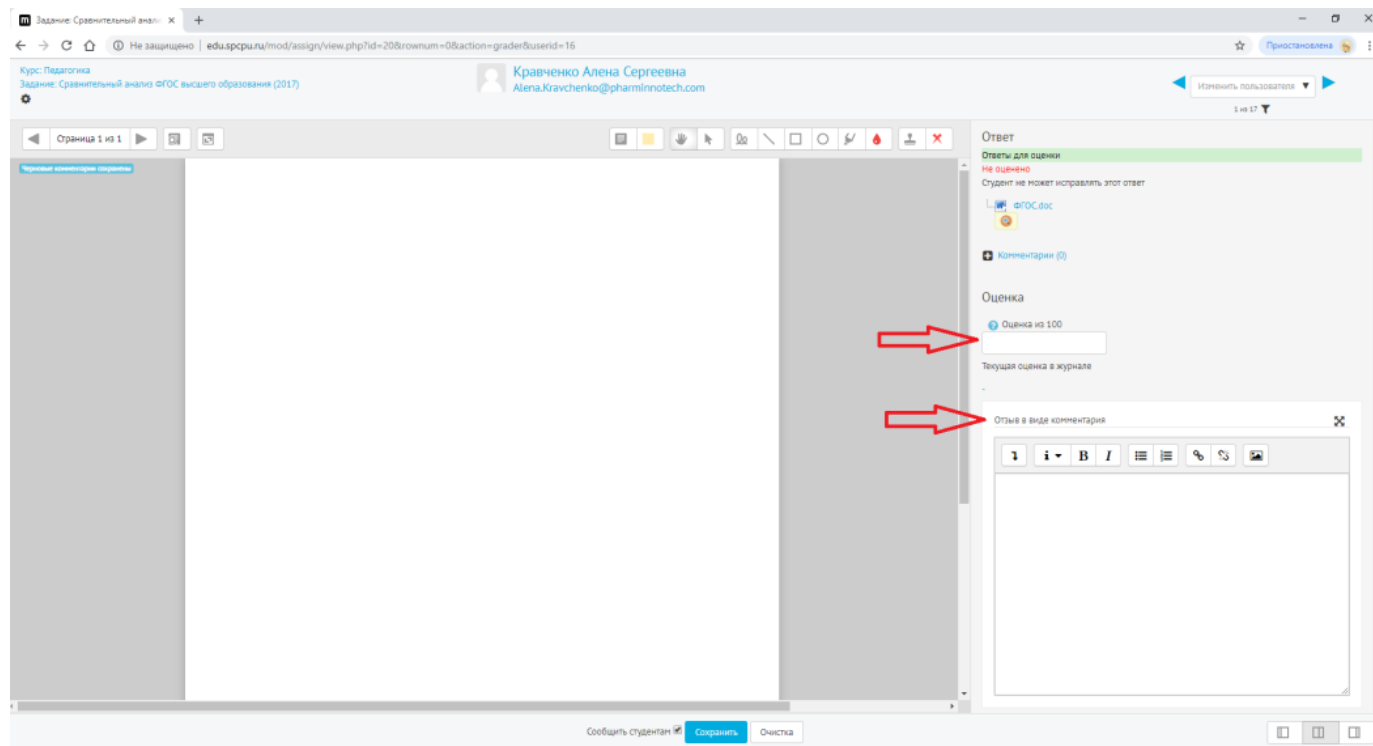 Задание: Сравнительный анали
Не защищено | edu.spcpu.ru/mod/assign/view.php?id=20&rownum=0&action=grader&userid=16
Приостановлена
Курс: Педагогика
Задание: Сравнительный анализ ФГОС высшего образования (2017)
Кравченко Алена Сергеевна
Alena.Kravchenko@pharminnotech.com
Изменить пользователя
1 из 17
Страница 1 из 1
Черновые комментарии сохранены
Ответ
Ответы для оценки
Не оценено
Студент не может исправлять этот ответ
ФГОС.doc
Комментарии (0)
Оценка
Оценка из 100
Текущая оценка в журнале
-
Отзыв в виде комментария
i B I
Сообщить студентам Сохранить Очистка